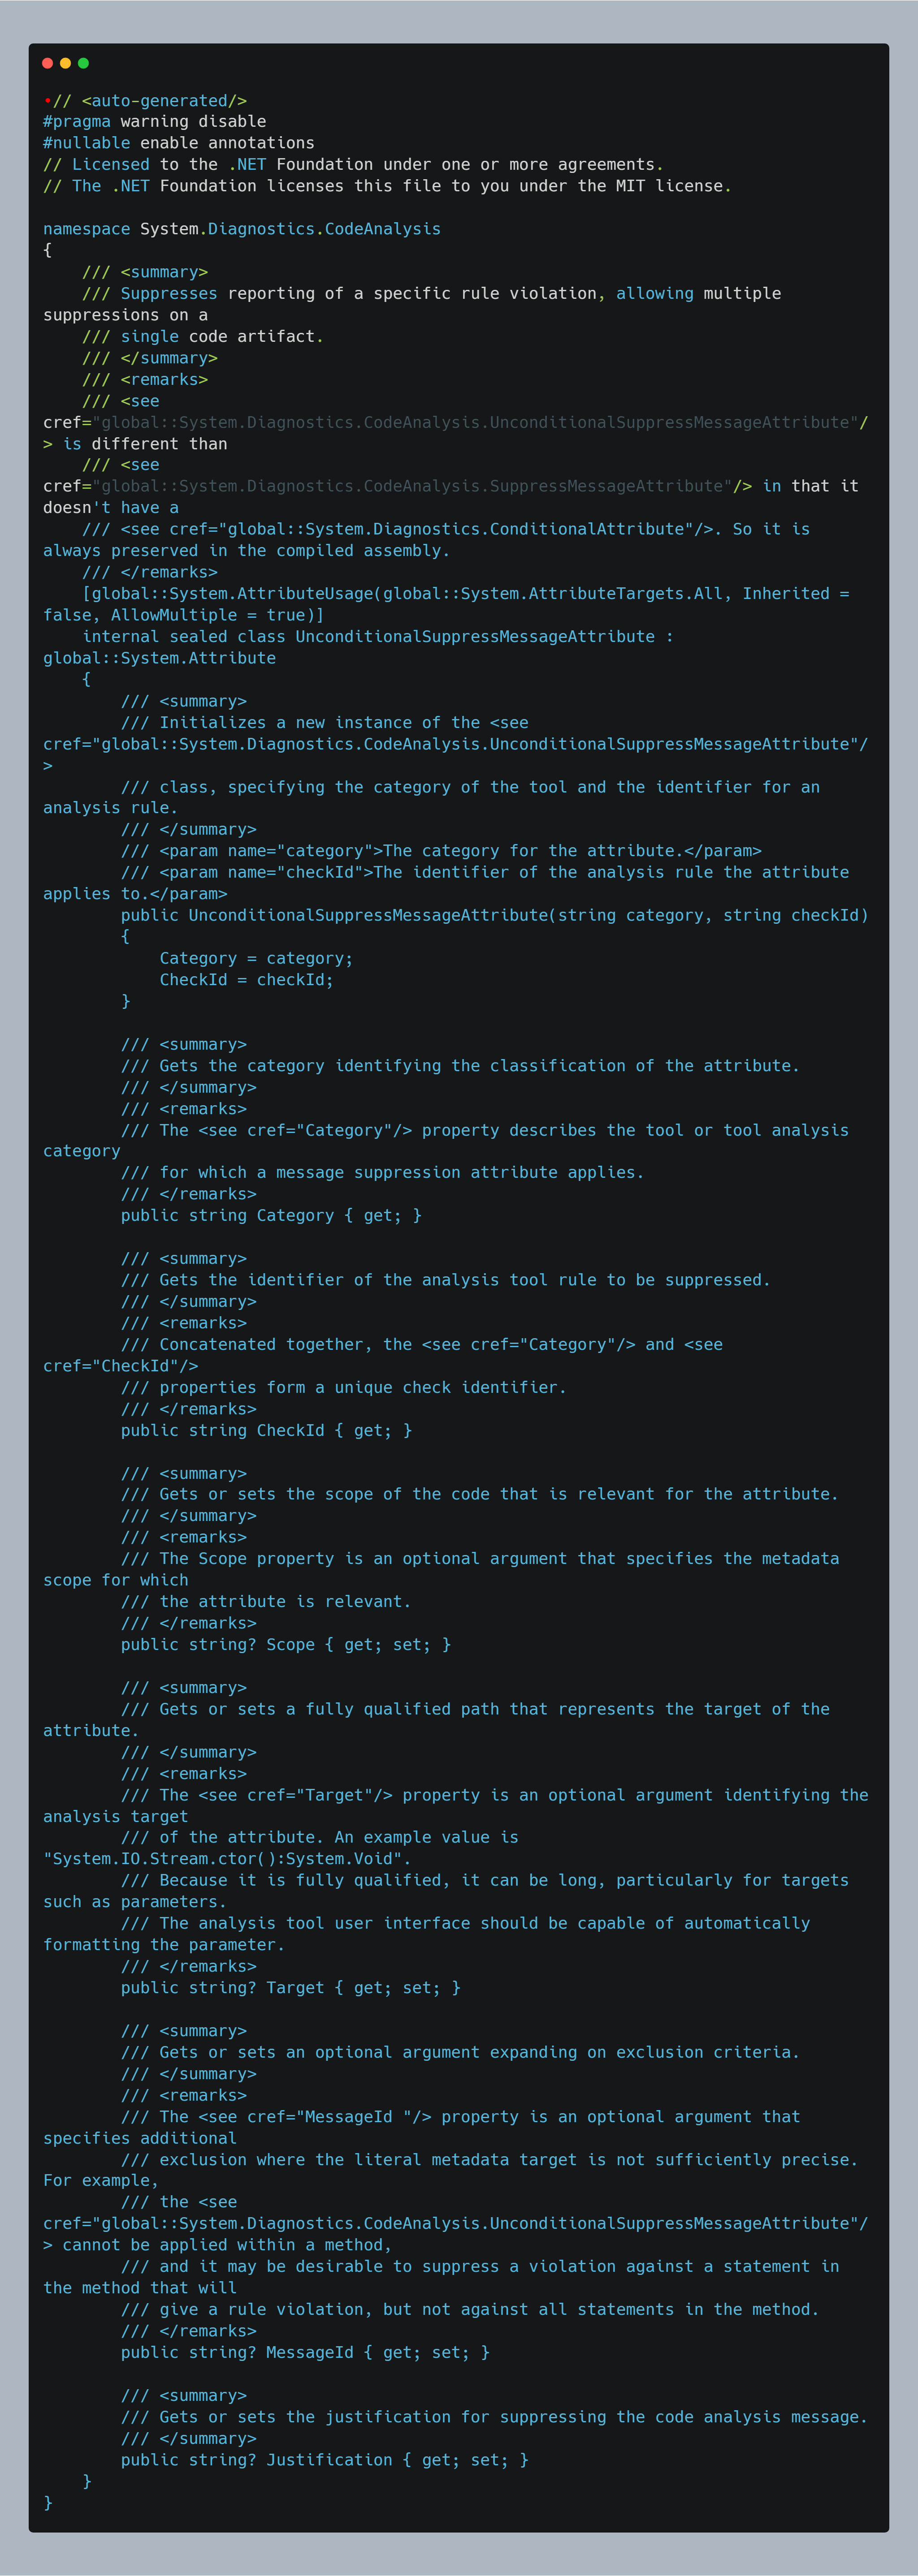 •// <auto-generated/>
#pragma warning disable
#nullable enable annotations
// Licensed to the .NET Foundation under one or more agreements.
// The .NET Foundation licenses this file to you under the MIT license.

namespace System.Diagnostics.CodeAnalysis
{
    /// <summary>
    /// Suppresses reporting of a specific rule violation, allowing multiple
suppressions on a
    /// single code artifact.
    /// </summary>
    /// <remarks>
    /// <see
cref="global::System.Diagnostics.CodeAnalysis.UnconditionalSuppressMessageAttribute"/
> is different than
    /// <see
cref="global::System.Diagnostics.CodeAnalysis.SuppressMessageAttribute"/> in that it
doesn't have a
    /// <see cref="global::System.Diagnostics.ConditionalAttribute"/>. So it is
always preserved in the compiled assembly.
    /// </remarks>
    [global::System.AttributeUsage(global::System.AttributeTargets.All, Inherited =
false, AllowMultiple = true)]
    internal sealed class UnconditionalSuppressMessageAttribute :
global::System.Attribute
    {
        /// <summary>
        /// Initializes a new instance of the <see
cref="global::System.Diagnostics.CodeAnalysis.UnconditionalSuppressMessageAttribute"/
>
        /// class, specifying the category of the tool and the identifier for an
analysis rule.
        /// </summary>
        /// <param name="category">The category for the attribute.</param>
        /// <param name="checkId">The identifier of the analysis rule the attribute
applies to.</param>
        public UnconditionalSuppressMessageAttribute(string category, string checkId)
        {
            Category = category;
            CheckId = checkId;
        }

        /// <summary>
        /// Gets the category identifying the classification of the attribute.
        /// </summary>
        /// <remarks>
        /// The <see cref="Category"/> property describes the tool or tool analysis
category
        /// for which a message suppression attribute applies.
        /// </remarks>
        public string Category { get; }

        /// <summary>
        /// Gets the identifier of the analysis tool rule to be suppressed.
        /// </summary>
        /// <remarks>
        /// Concatenated together, the <see cref="Category"/> and <see
cref="CheckId"/>
        /// properties form a unique check identifier.
        /// </remarks>
        public string CheckId { get; }

        /// <summary>
        /// Gets or sets the scope of the code that is relevant for the attribute.
        /// </summary>
        /// <remarks>
        /// The Scope property is an optional argument that specifies the metadata
scope for which
        /// the attribute is relevant.
        /// </remarks>
        public string? Scope { get; set; }

        /// <summary>
        /// Gets or sets a fully qualified path that represents the target of the
attribute.
        /// </summary>
        /// <remarks>
        /// The <see cref="Target"/> property is an optional argument identifying the
analysis target
        /// of the attribute. An example value is
"System.IO.Stream.ctor():System.Void".
        /// Because it is fully qualified, it can be long, particularly for targets
such as parameters.
        /// The analysis tool user interface should be capable of automatically
formatting the parameter.
        /// </remarks>
        public string? Target { get; set; }

        /// <summary>
        /// Gets or sets an optional argument expanding on exclusion criteria.
        /// </summary>
        /// <remarks>
        /// The <see cref="MessageId "/> property is an optional argument that
specifies additional
        /// exclusion where the literal metadata target is not sufficiently precise.
For example,
        /// the <see
cref="global::System.Diagnostics.CodeAnalysis.UnconditionalSuppressMessageAttribute"/
> cannot be applied within a method,
        /// and it may be desirable to suppress a violation against a statement in
the method that will
        /// give a rule violation, but not against all statements in the method.
        /// </remarks>
        public string? MessageId { get; set; }

        /// <summary>
        /// Gets or sets the justification for suppressing the code analysis message.
        /// </summary>
        public string? Justification { get; set; }
    }
}